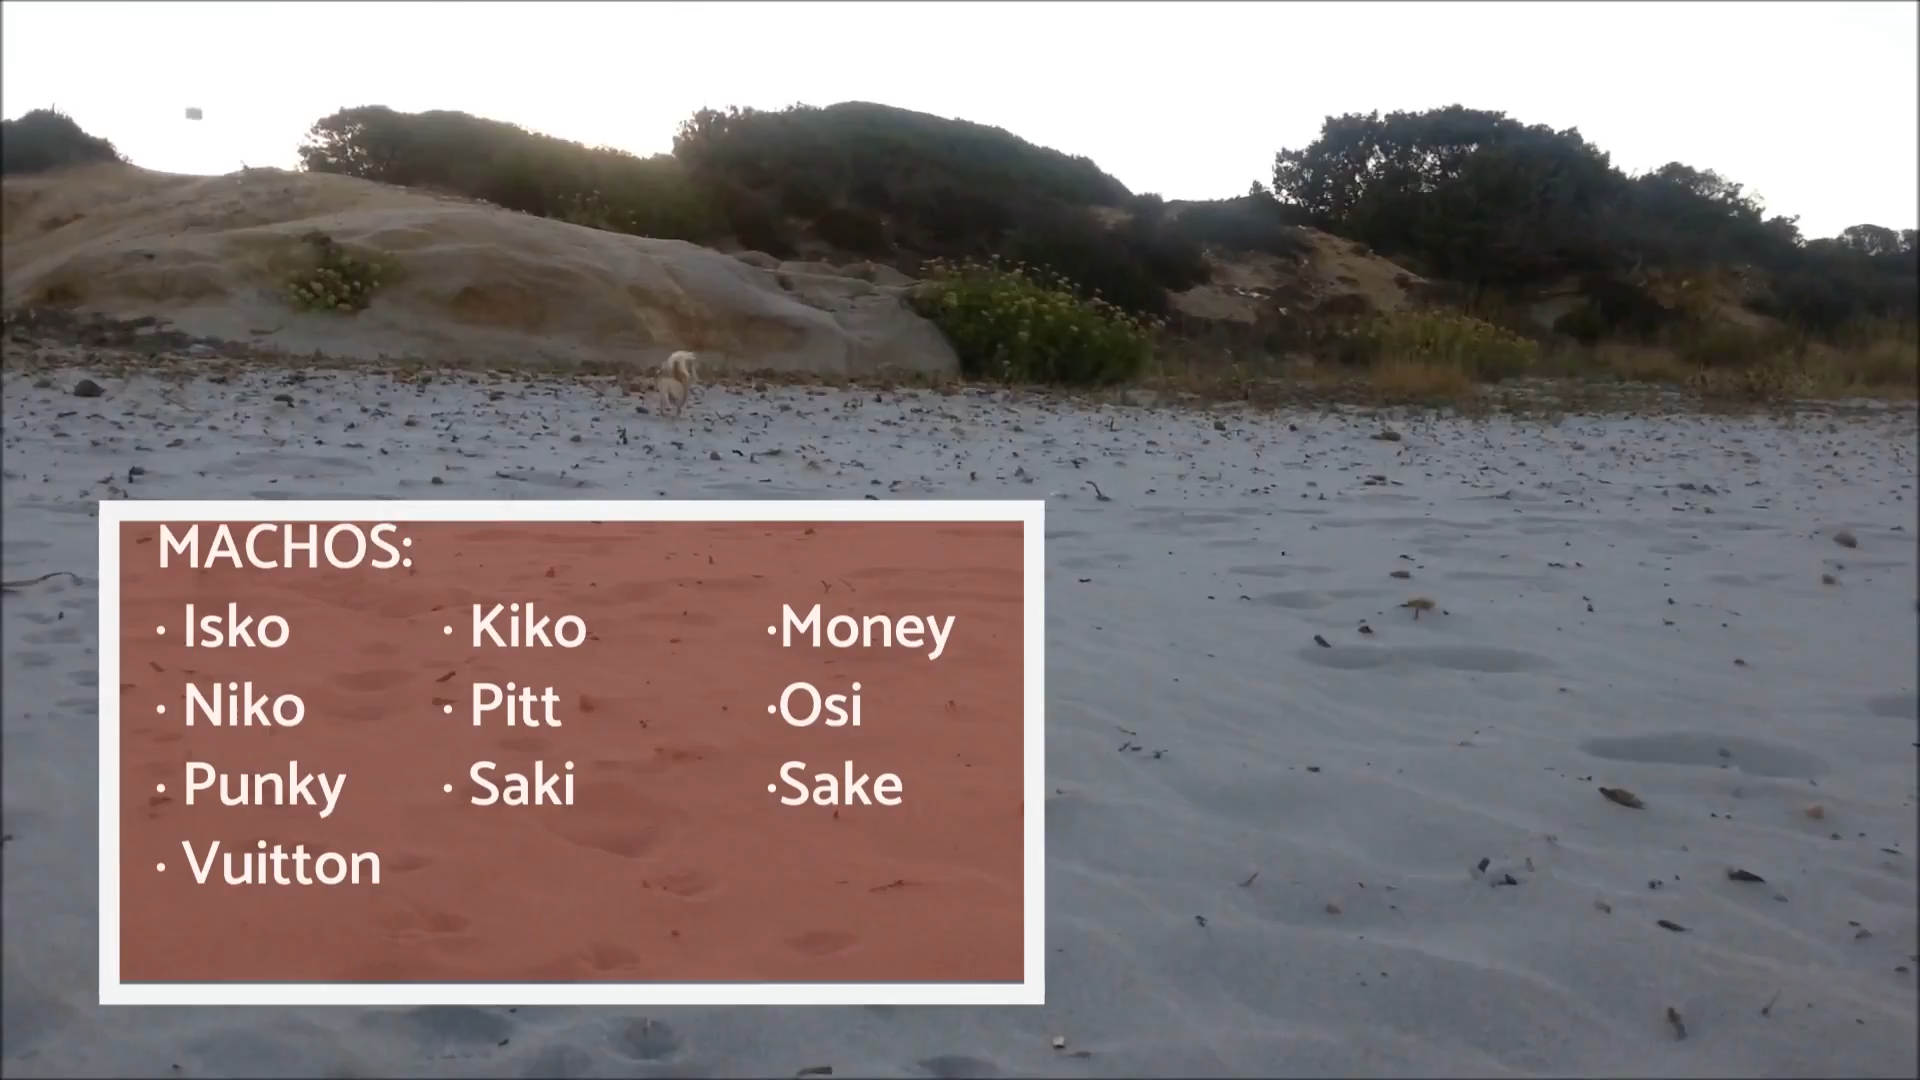 MACHOS:
· Isko · Kiko ·Money
· Niko · Pitt ·Osi
· Punky · Saki ·Sake
· Vuitton